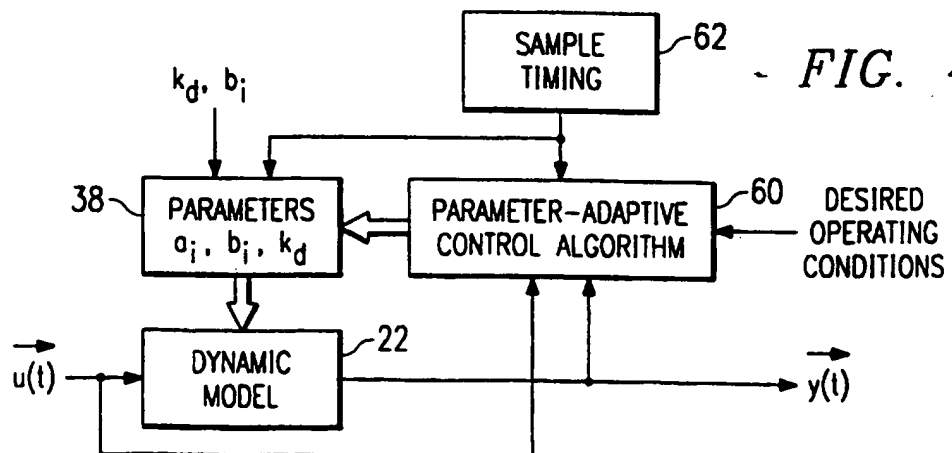 SAMPLE
TIMING
62
FIG.
k_d, b_i
38
PARAMETERS
a_i, b_i, k_d
PARAMETER-ADAPTIVE
CONTROL ALGORITHM
60
DESIRED
OPERATING
CONDITIONS
u(t)
DYNAMIC
MODEL
22
y(t)